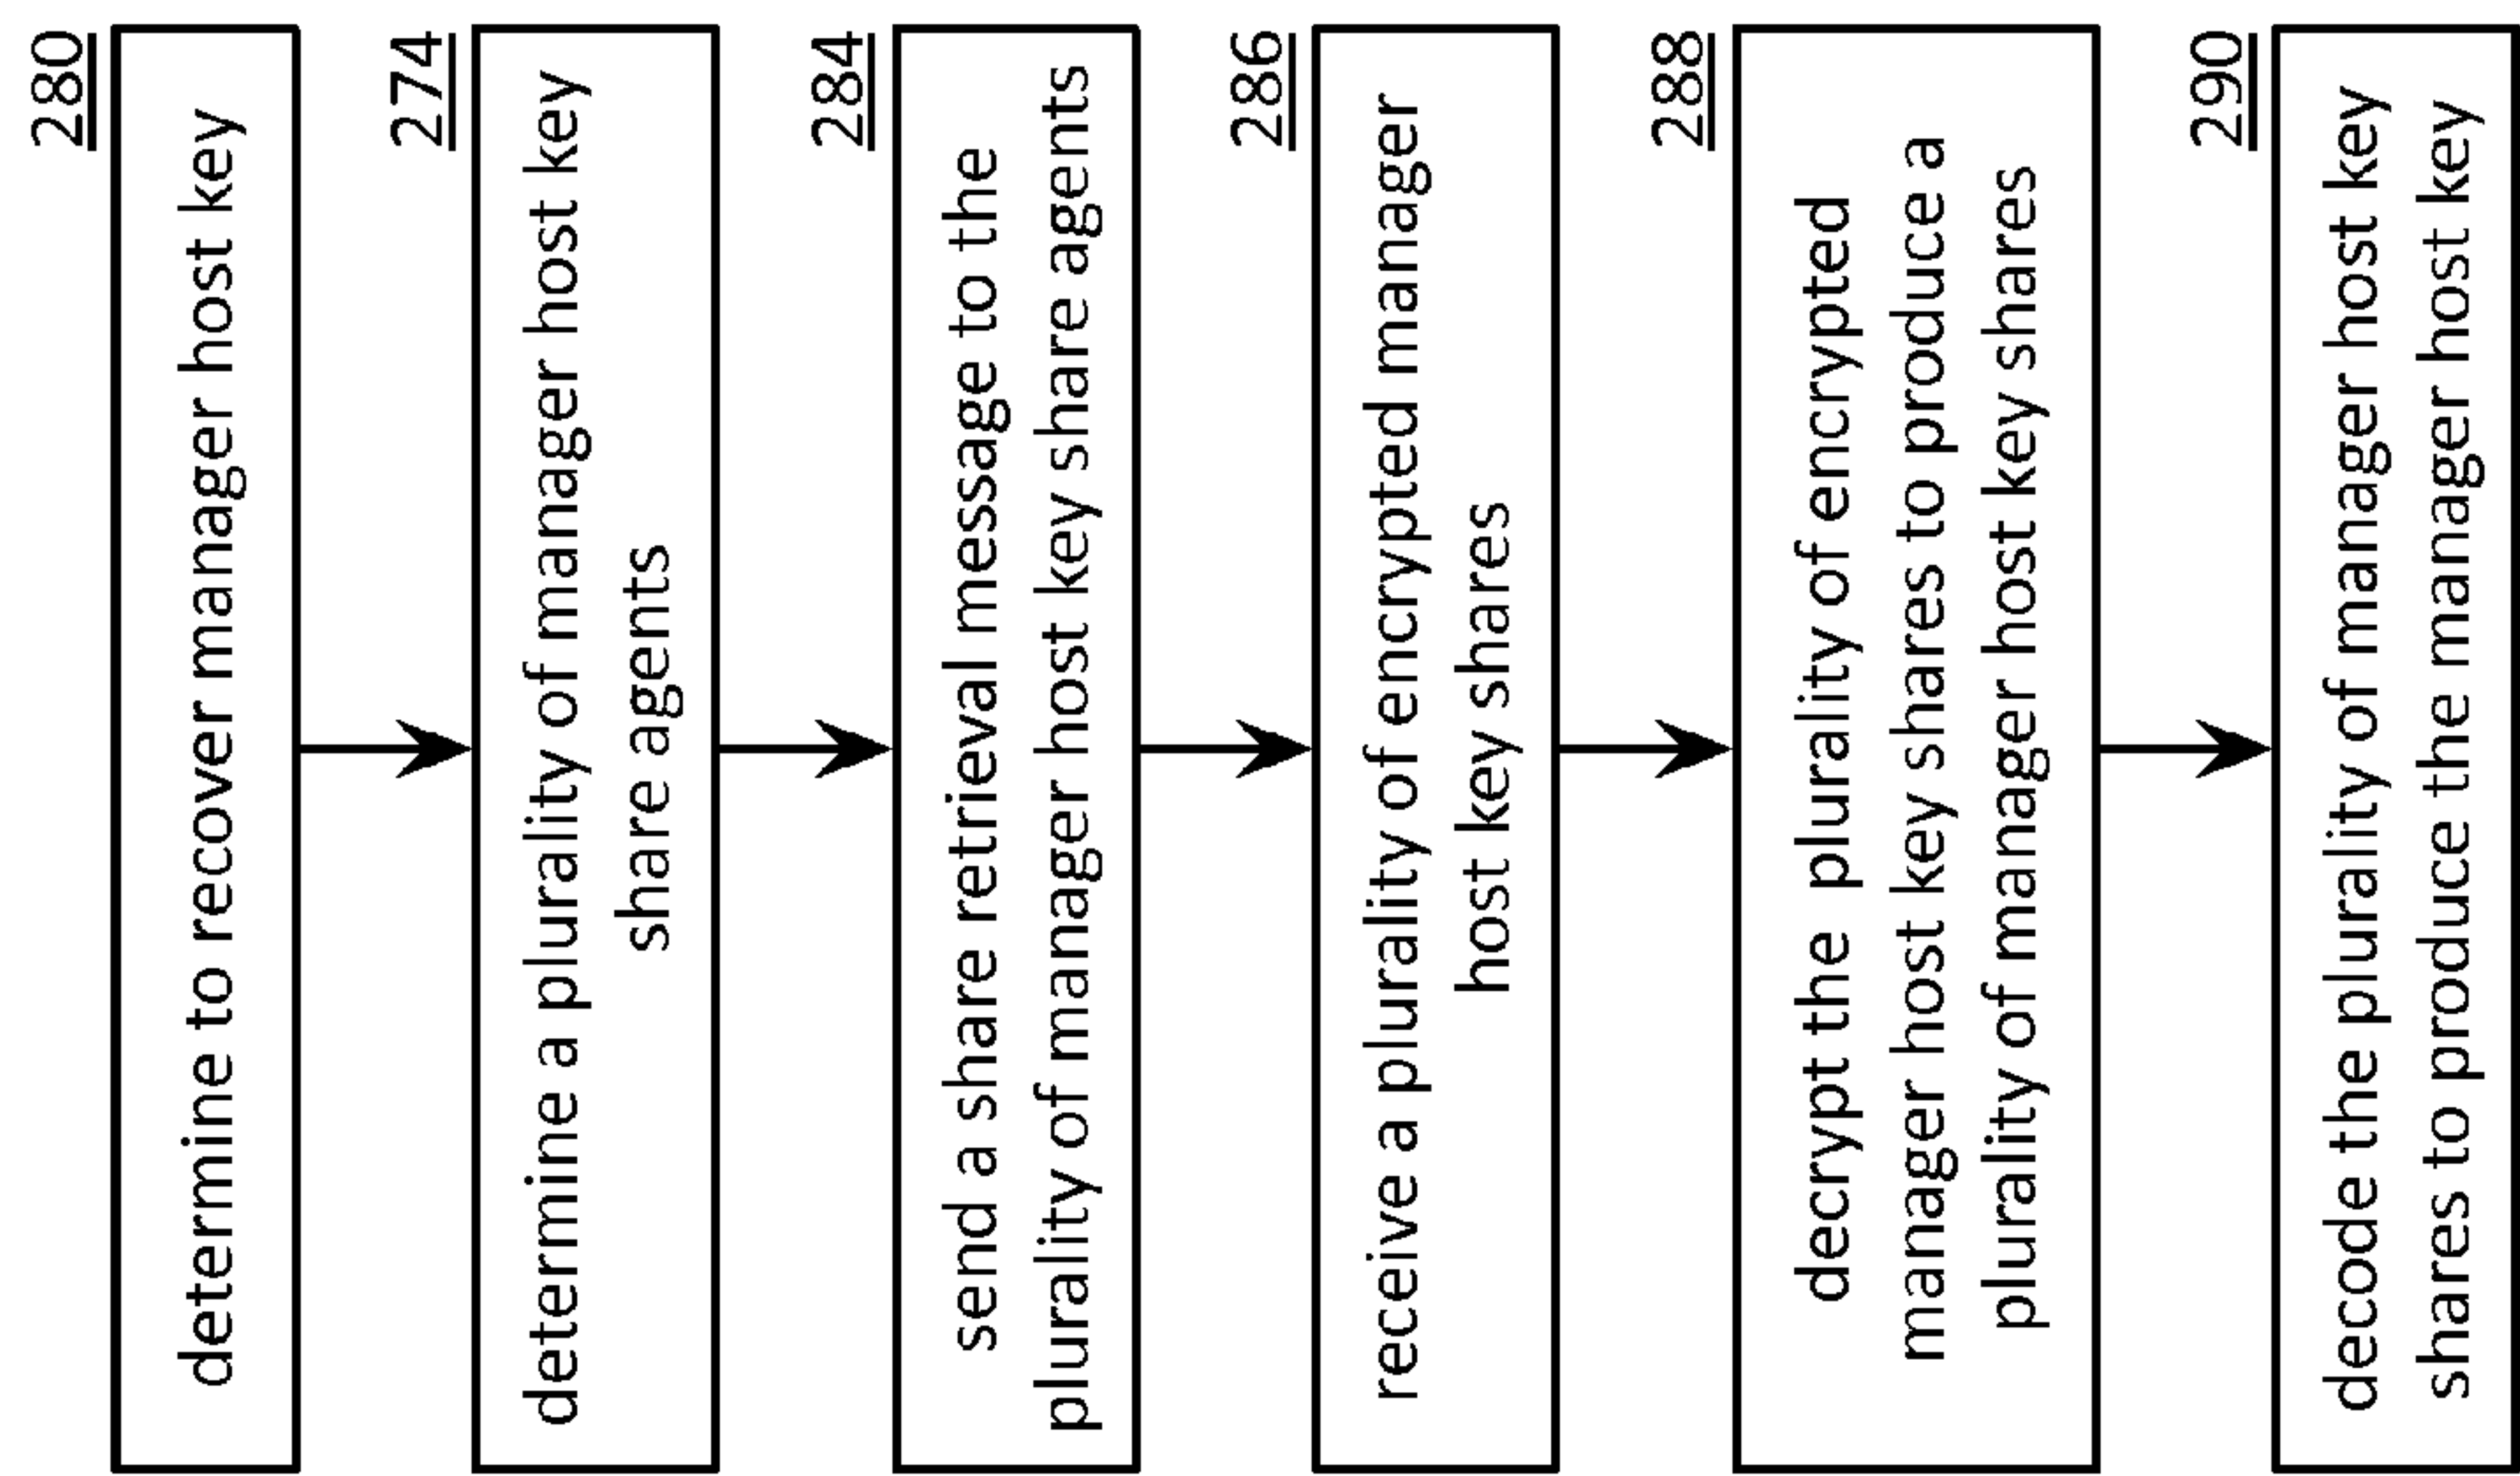 280
determine to recover manager host key
274
determine a plurality of manager host key
share agents
284
send a share retrieval message to the
plurality of manager host key share agents
286
receive a plurality of encrypted manager
host key shares
288
decrypt the  plurality of encrypted
manager host key shares to produce a
plurality of manager host key shares
290
decode the plurality of manager host key
shares to produce the manager host key